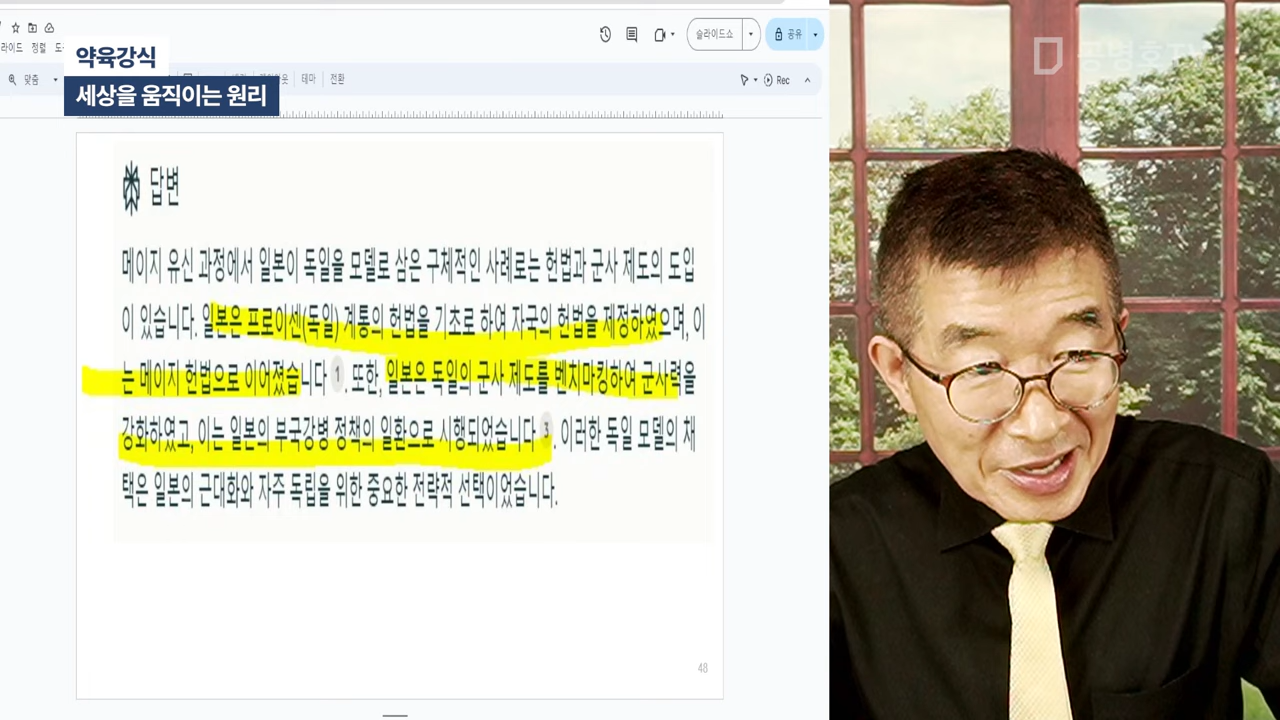 약육강식
세상을 움직이는 원리
라이드 정렬
슬라이드쇼
공유
맞춤
테마
전환
Rec
공병호TV
답변
메이지 유신 과정에서 일본이 독일을 모델로 삼은 구체적인 사례로는 헌법과 군사 제도의 도입
이 있습니다. 일본은 프로이센(독일) 계통의 헌법을 기초로 하여 자국의 헌법을 제정하였으며, 이
는 메이지 헌법으로 이어졌습니다 1. 또한, 일본은 독일의 군사 제도를 벤치마킹하여 군사력을
강화하였고, 이는 일본의 부국강병 정책의 일환으로 시행되었습니다 3. 이러한 독일 모델의 채
택은 일본의 근대화와 자주 독립을 위한 중요한 전략적 선택이었습니다.
48